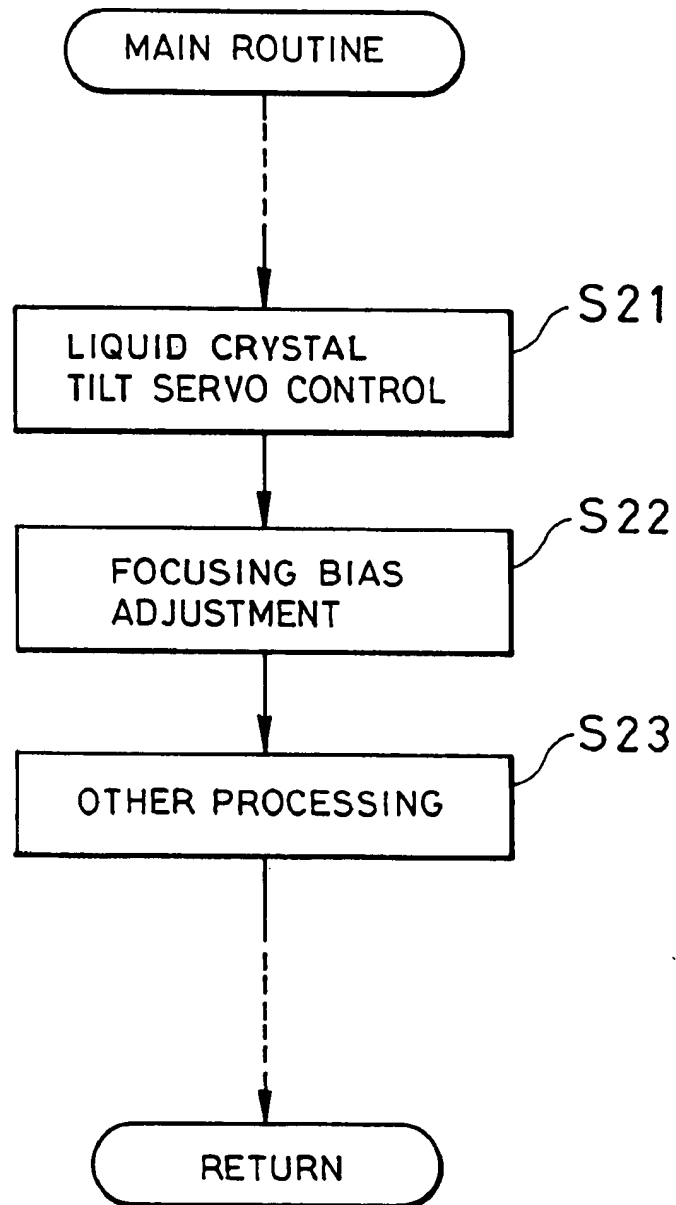 MAIN ROUTINE
S21
LIQUID CRYSTAL
TILT SERVO CONTROL
S22
FOCUSING BIAS
ADJUSTMENT
S23
OTHER PROCESSING
RETURN